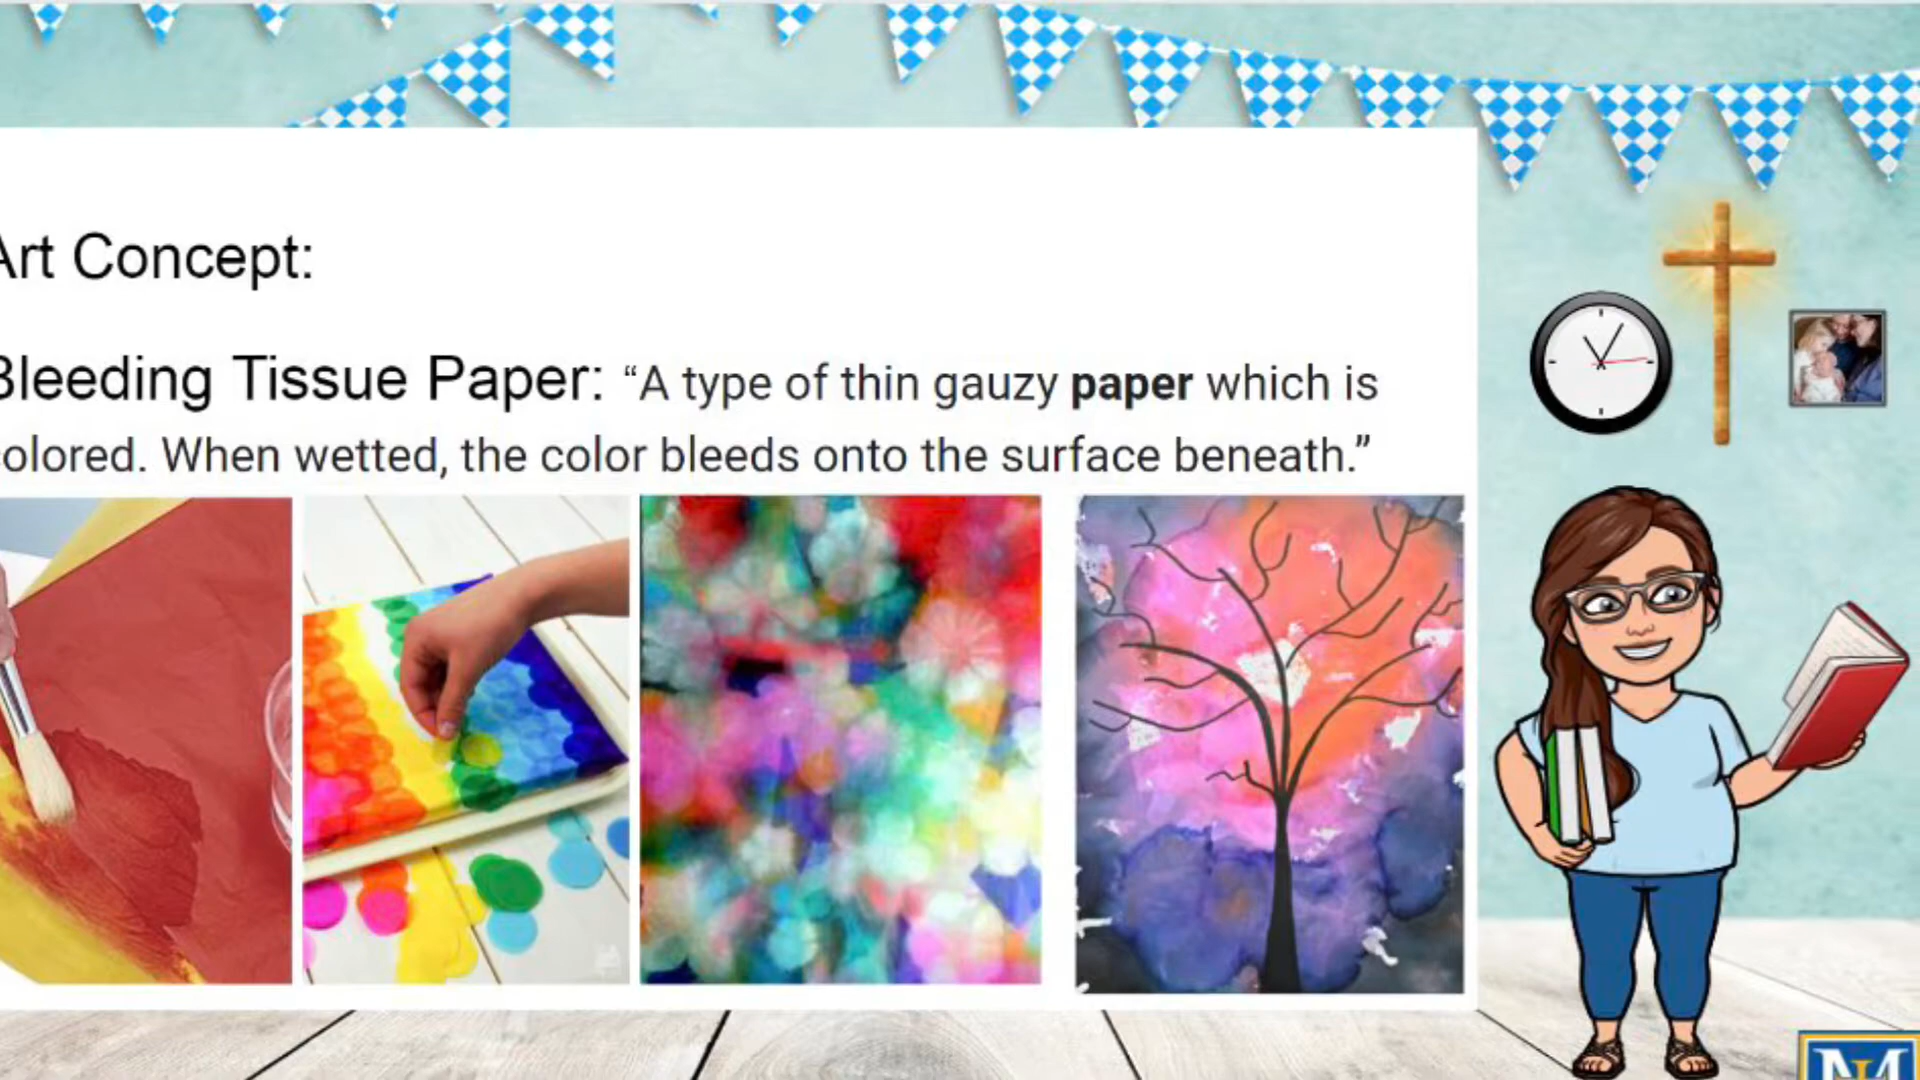 Art Concept:
Bleeding Tissue Paper: “A type of thin gauzy paper which is
olored. When wetted, the color bleeds onto the surface beneath.”